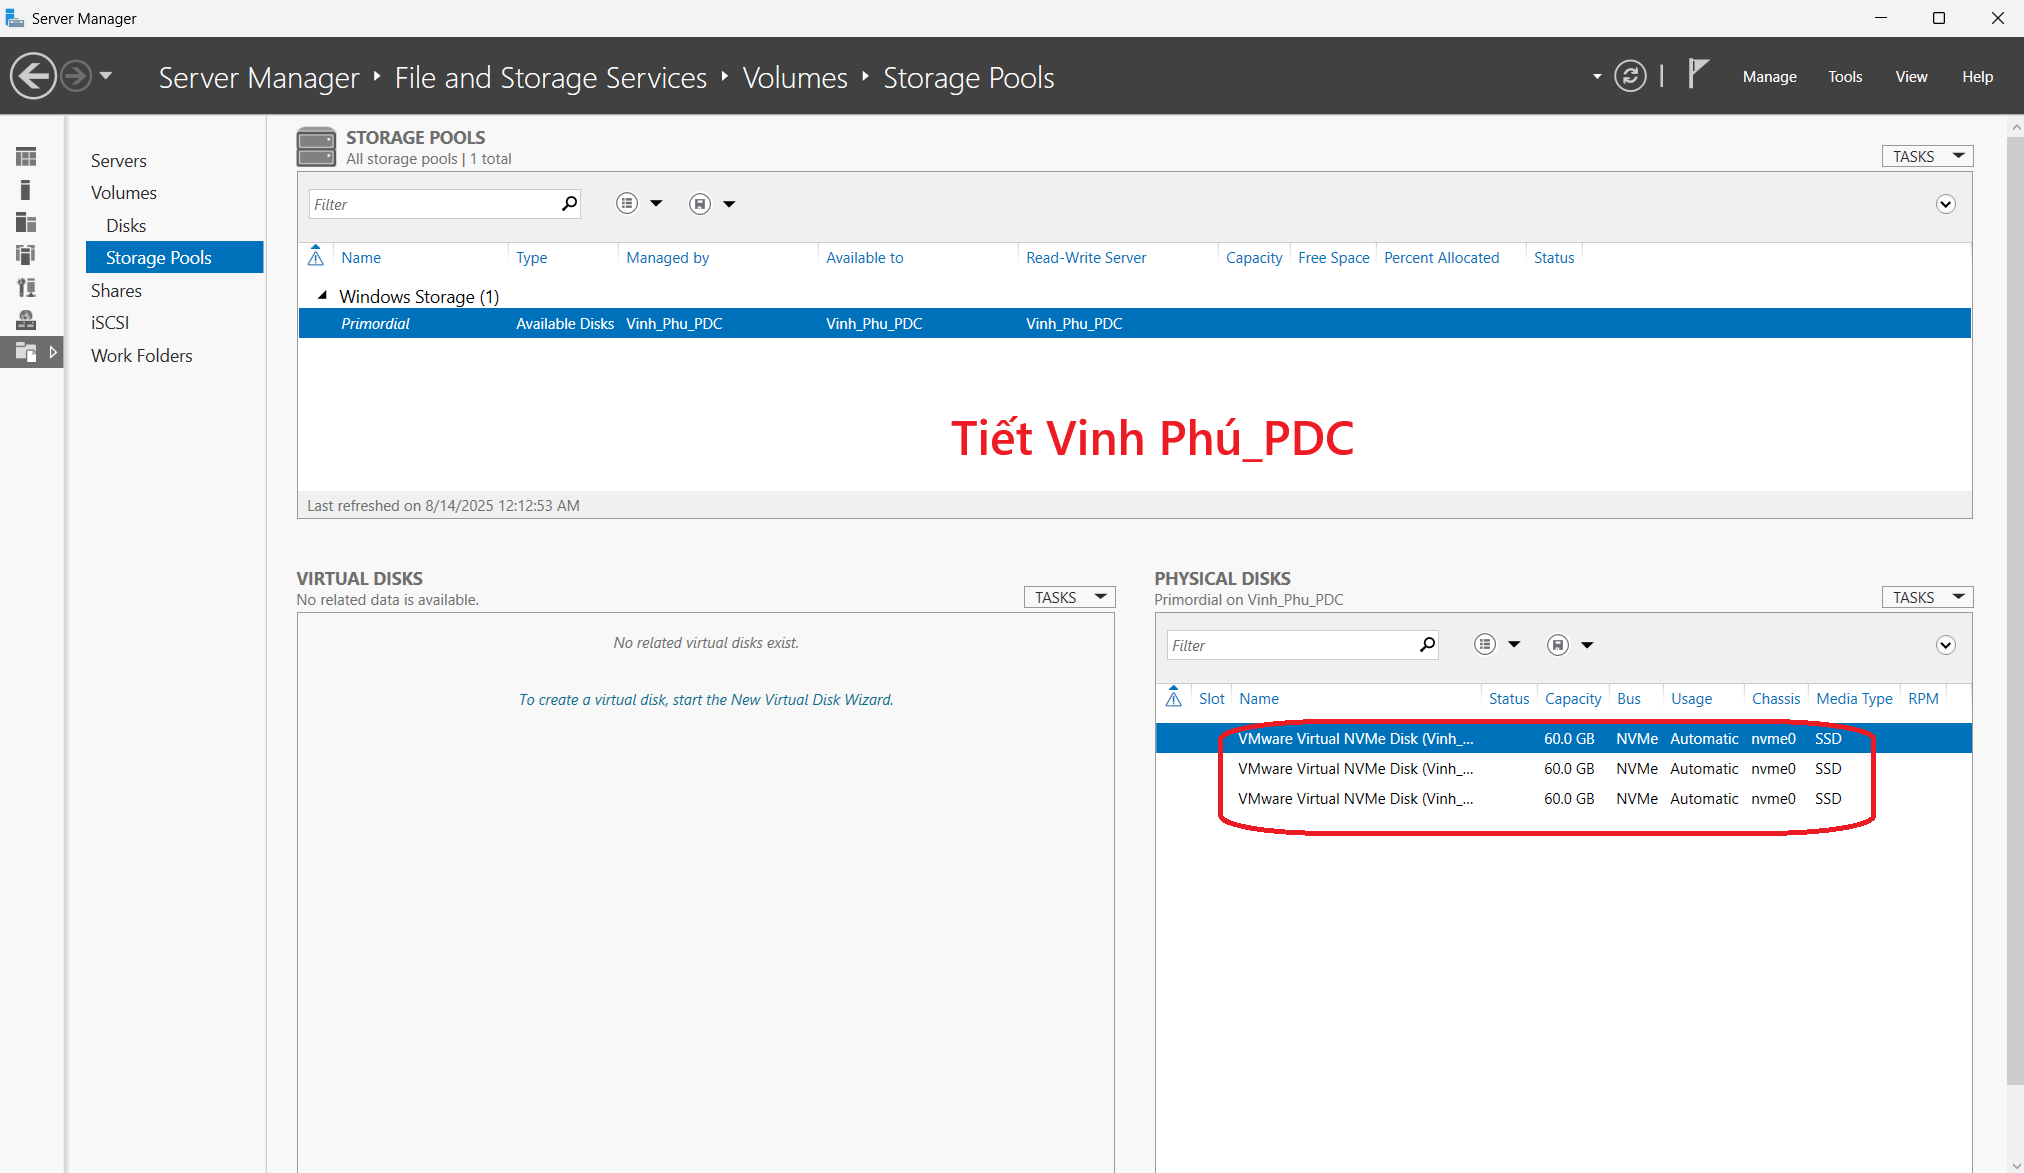 Server Manager
Server Manager ‣ File and Storage Services ‣ Volumes ‣ Storage Pools
Manage Tools View Help
Servers
Volumes
Disks
Storage Pools
Shares
iSCSI
Work Folders
STORAGE POOLS
All storage pools | 1 total
TASKS
Filter
Name Type Managed by Available to Read-Write Server Capacity Free Space Percent Allocated Status
Windows Storage (1)
Primordial Available Disks Vinh_Phu_PDC Vinh_Phu_PDC Vinh_Phu_PDC
Tiết Vinh Phú_PDC
Last refreshed on 8/14/2025 12:12:53 AM
VIRTUAL DISKS
No related data is available.
TASKS
No related virtual disks exist.
To create a virtual disk, start the New Virtual Disk Wizard.
PHYSICAL DISKS
Primordial on Vinh_Phu_PDC
TASKS
Filter
Slot Name Status Capacity Bus Usage Chassis Media Type RPM
VMware Virtual NVMe Disk (Vinh_... 60.0 GB NVMe Automatic nvme0 SSD
VMware Virtual NVMe Disk (Vinh_... 60.0 GB NVMe Automatic nvme0 SSD
VMware Virtual NVMe Disk (Vinh_... 60.0 GB NVMe Automatic nvme0 SSD